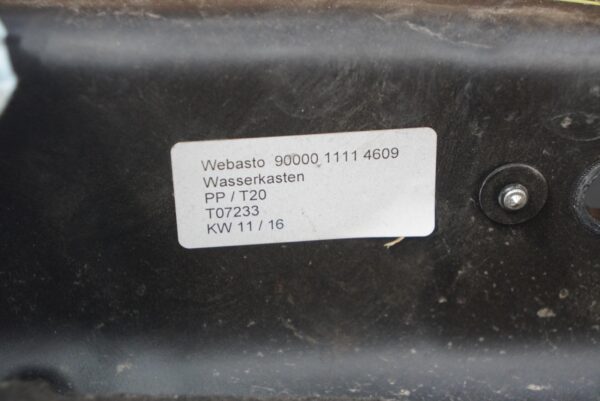 Webasto 90000 1111 4609
Wasserkasten
PP / T20
T07233
KW 11 / 16